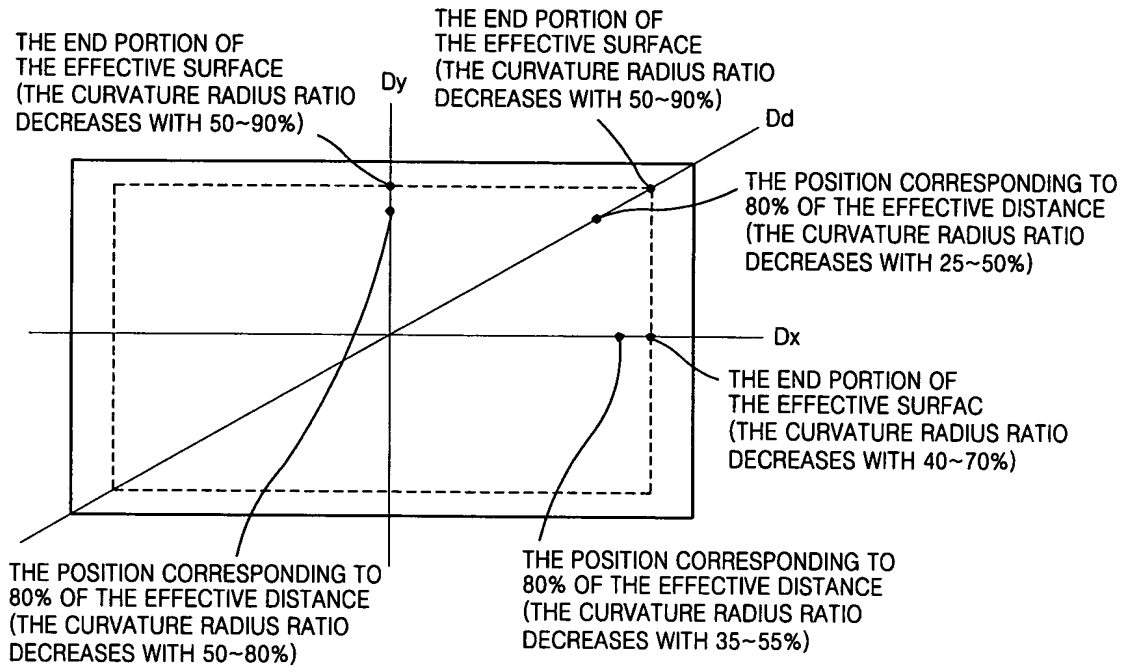 THE END PORTION OF
THE EFFECTIVE SURFACE
(THE CURVATURE RADIUS RATIO
DECREASES WITH 50~90%)
Dy
THE END PORTION OF
THE EFFECTIVE SURFACE
(THE CURVATURE RADIUS RATIO
DECREASES WITH 50~90%)
Dd
THE POSITION CORRESPONDING TO
80% OF THE EFFECTIVE DISTANCE
(THE CURVATURE RADIUS RATIO
DECREASES WITH 25~50%)
Dx
THE END PORTION OF
THE EFFECTIVE SURFAC
(THE CURVATURE RADIUS RATIO
DECREASES WITH 40~70%)
THE POSITION CORRESPONDING TO
80% OF THE EFFECTIVE DISTANCE
(THE CURVATURE RADIUS RATIO
DECREASES WITH 50~80%)
THE POSITION CORRESPONDING TO
80% OF THE EFFECTIVE DISTANCE
(THE CURVATURE RADIUS RATIO
DECREASES WITH 35~55%)